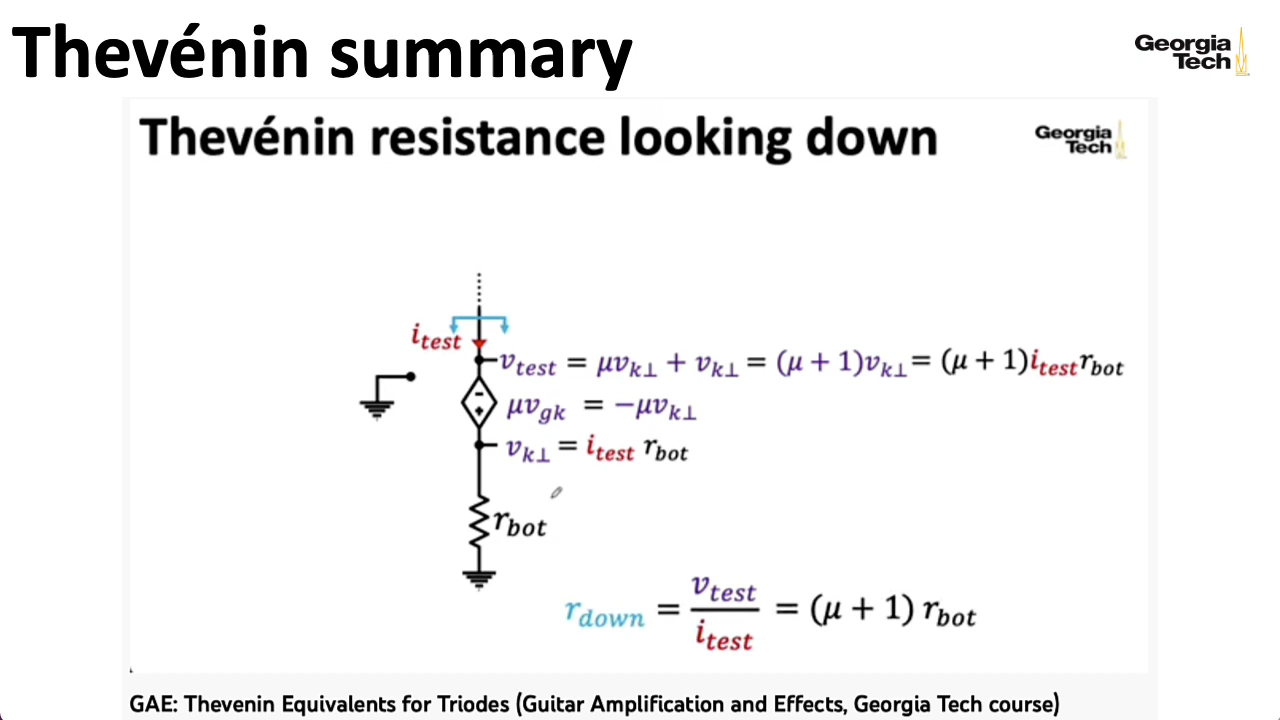 Thevénin summary
Georgia
Tech
Thevénin resistance looking down
Georgia
Tech
i_test
v_test = μv_k⊥ + v_k⊥ = (μ + 1)v_k⊥ = (μ + 1)i_test r_bot
-
+
μv_gk = −μv_k⊥
v_k⊥ = i_test r_bot
r_bot
r_down = v_test / i_test = (μ + 1) r_bot
GAE: Thevenin Equivalents for Triodes (Guitar Amplification and Effects, Georgia Tech course)